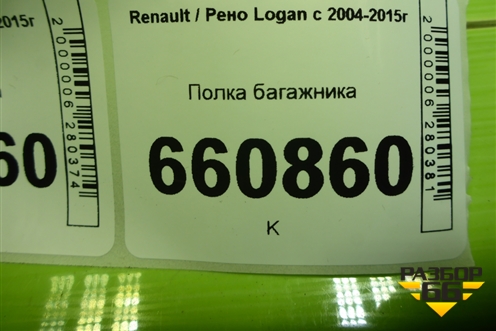 2015г
60
2000006280374
Renault / Рено Logan с 2004-2015г
Полка багажника
660860
К
2000006280381
РАЗБОР
66